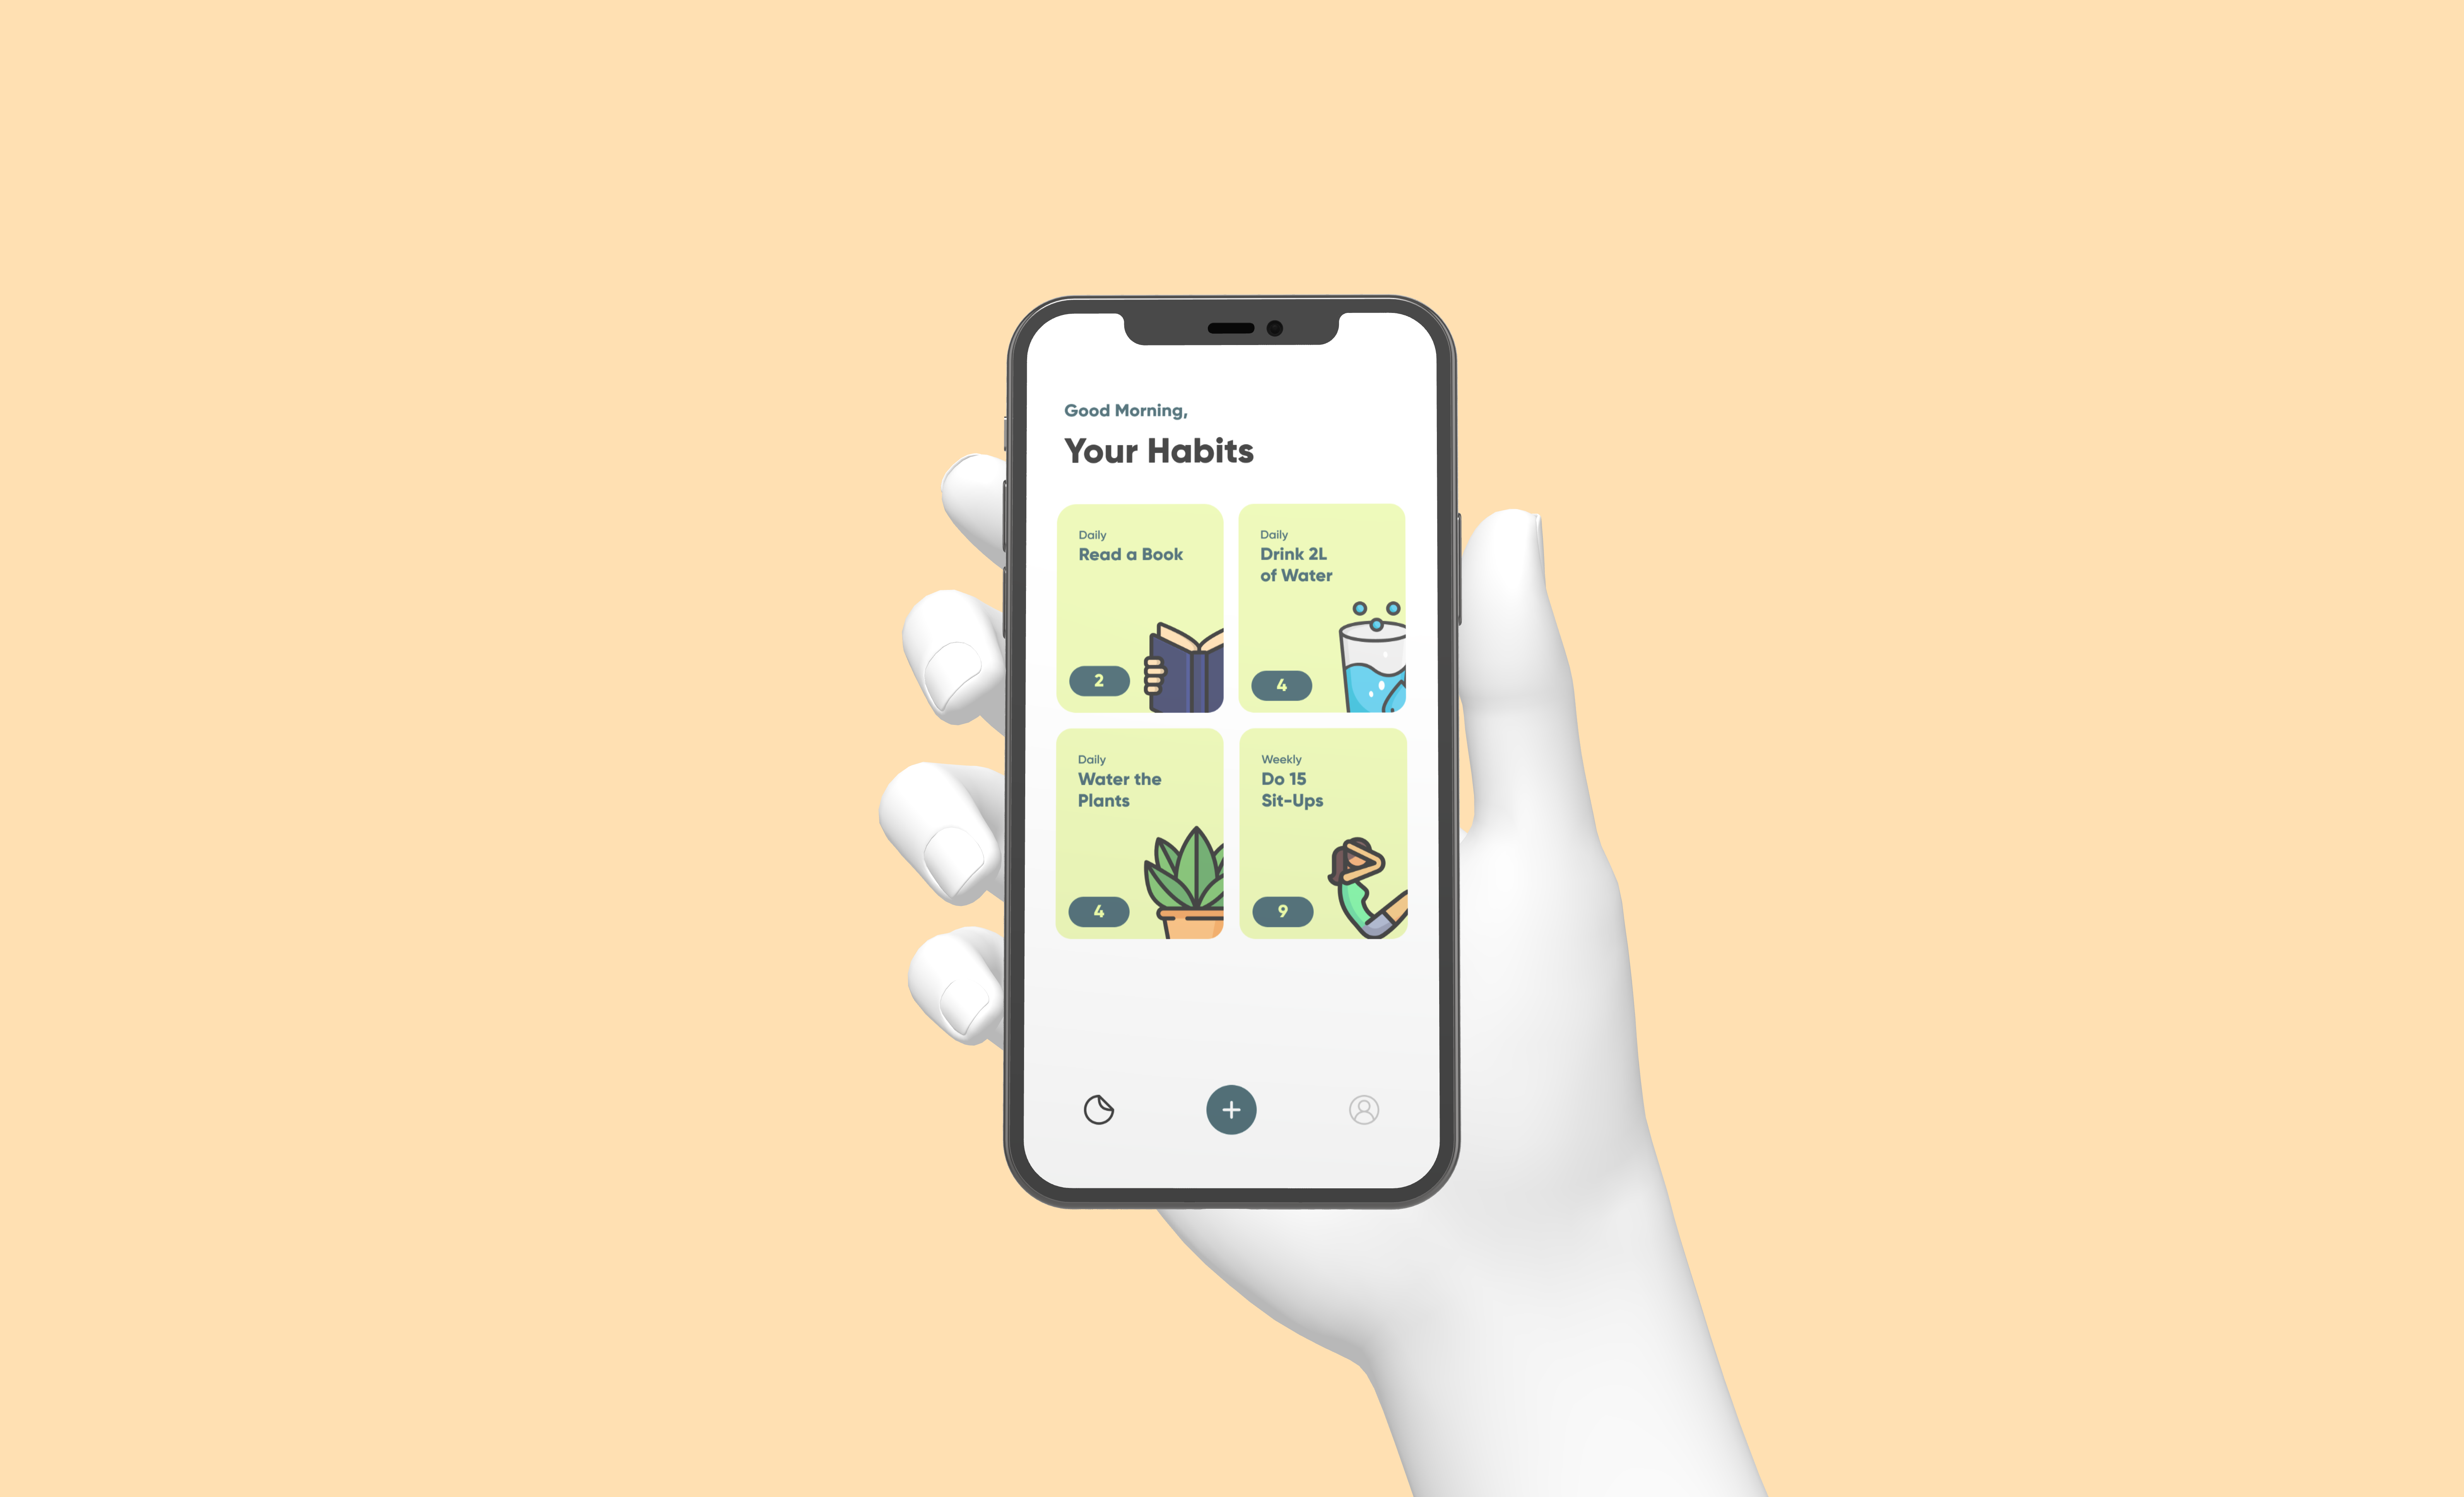 Good Morning,
Your Habits
Daily
Read a Book
2
Daily
Drink 2L
of Water
4
Daily
Water the
Plants
4
Weekly
Do 15
Sit-Ups
9